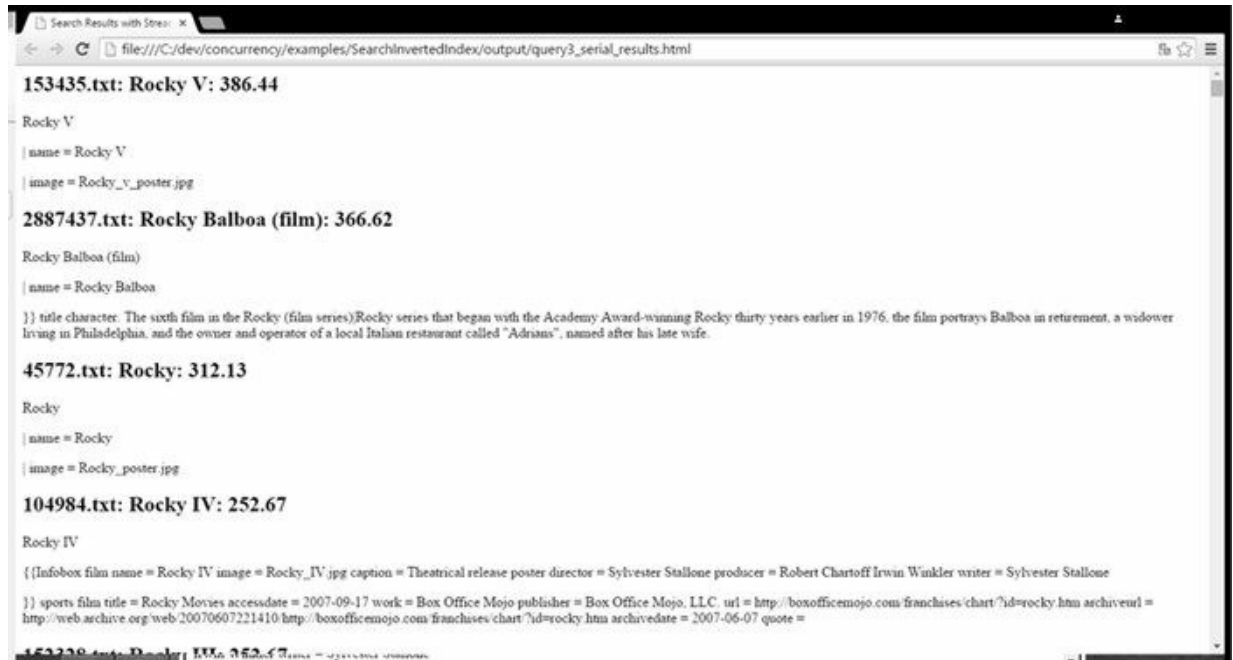 Search Results with Strea
file:///C:/dev/concurrency/examples/SearchInvertedIndex/output/query3_serial_results.html
153435.txt: Rocky V: 386.44
Rocky V
| name = Rocky V
| image = Rocky_v_poster.jpg
2887437.txt: Rocky Balboa (film): 366.62
Rocky Balboa (film)
| name = Rocky Balboa
}} title character. The sixth film in the Rocky (film series)|Rocky series that began with the Academy Award-winning Rocky thirty years earlier in 1976, the film portrays Balboa in retirement, a widower
living in Philadelphia, and the owner and operator of a local Italian restaurant called "Adrians", named after his late wife.
45772.txt: Rocky: 312.13
Rocky
| name = Rocky
| image = Rocky_poster.jpg
104984.txt: Rocky IV: 252.67
Rocky IV
{{Infobox film name = Rocky IV image = Rocky_IV.jpg caption = Theatrical release poster director = Sylvester Stallone producer = Robert Chartoff Irwin Winkler writer = Sylvester Stallone
}} sports film title = Rocky Movies accessdate = 2007-09-17 work = Box Office Mojo publisher = Box Office Mojo, LLC. url = http://boxofficemojo.com/franchises/chart/?id=rocky.htm archiveurl =
http://web.archive.org/web/20070607221410/http://boxofficemojo.com/franchises/chart/?id=rocky.htm archivedate = 2007-06-07 quote =